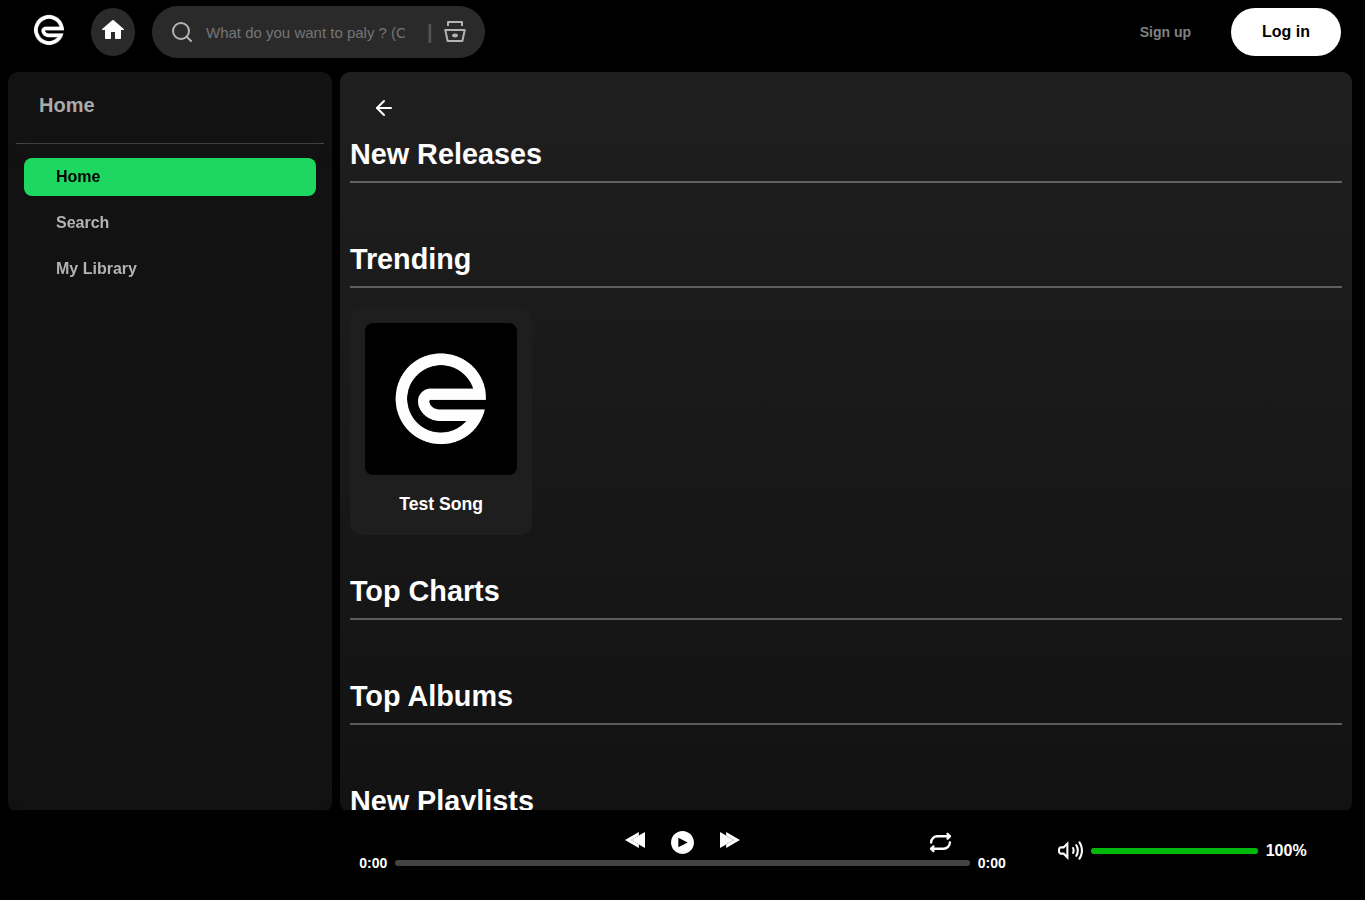 What do you want to paly ? (C
|
Sign up
Log in
Home
Home
Search
My Library
New Releases
Trending
Test Song
Top Charts
Top Albums
New Playlists
0:00
0:00
100%